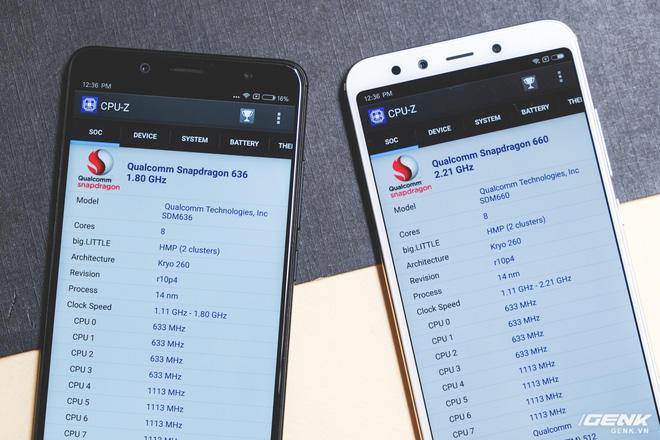 12:36 PM
... 16%
CPU-Z
SOC DEVICE SYSTEM BATTERY THE
Qualcomm snapdragon
Qualcomm Snapdragon 636
1.80 GHz
Model Qualcomm Technologies, Inc
SDM636
Cores 8
big.LITTLE HMP (2 clusters)
Architecture Kryo 260
Revision r10p4
Process 14 nm
Clock Speed 1.11 GHz - 1.80 GHz
CPU 0 633 MHz
CPU 1 633 MHz
CPU 2 633 MHz
CPU 3 633 MHz
CPU 4 1113 MHz
CPU 5 1113 MHz
CPU 6 1113 MHz
CPU 7 1113 MHz
12:36 PM
CPU-Z
SOC DEVICE SYSTEM BATTERY THE
Qualcomm snapdragon
Qualcomm Snapdragon 660
2.21 GHz
Model Qualcomm Technologies, Inc
SDM660
Cores 8
big.LITTLE HMP (2 clusters)
Architecture Kryo 260
Revision r10p4
Process 14 nm
Clock Speed 1.11 GHz - 2.21 GHz
CPU 0 633 MHz
CPU 1 633 MHz
CPU 2 633 MHz
CPU 3 633 MHz
CPU 4 1113 MHz
CPU 5 1113 MHz
CPU 6 1113 MHz
CPU 7 1113 MHz
Qualcomm
512
GENK
GENK.VN